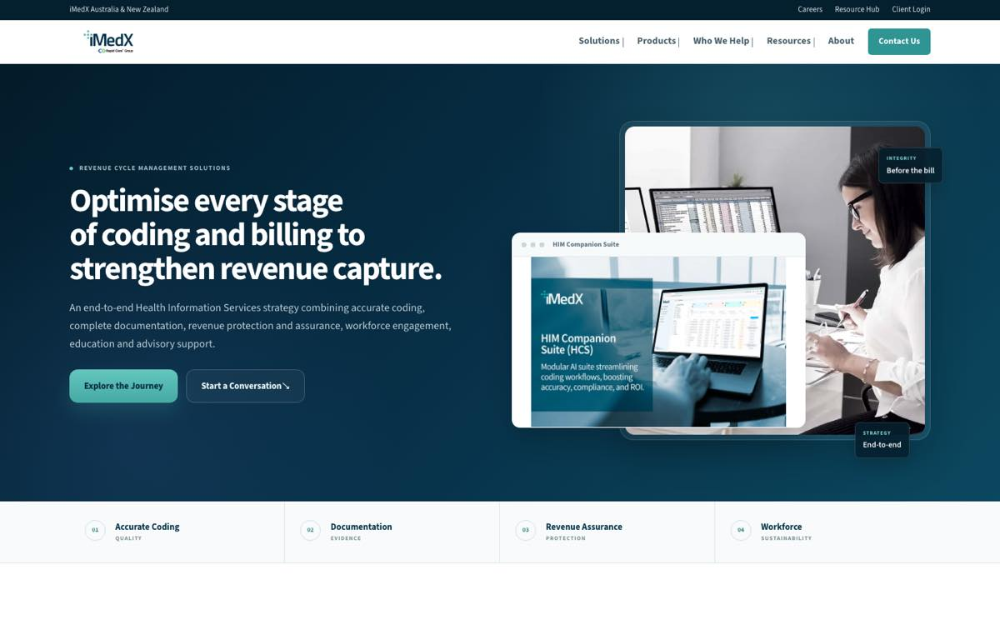 iMedX Australia & New Zealand
Careers
Resource Hub
Client Login
iMedX
Rapid Care Group
Solutions
Products
Who We Help
Resources
About
Contact Us
REVENUE CYCLE MANAGEMENT SOLUTIONS
Optimise every stage
of coding and billing to
strengthen revenue capture.
An end-to-end Health Information Services strategy combining accurate coding,
complete documentation, revenue protection and assurance, workforce engagement,
education and advisory support.
Explore the Journey
Start a Conversation↘
INTEGRITY
Before the bill
HIM Companion Suite
iMedX
HIM Companion
Suite (HCS)
Modular AI suite streamlining
coding workflows, boosting
accuracy, compliance, and ROI.
STRATEGY
End-to-end
01
Accurate Coding
QUALITY
02
Documentation
EVIDENCE
03
Revenue Assurance
PROTECTION
04
Workforce
SUSTAINABILITY